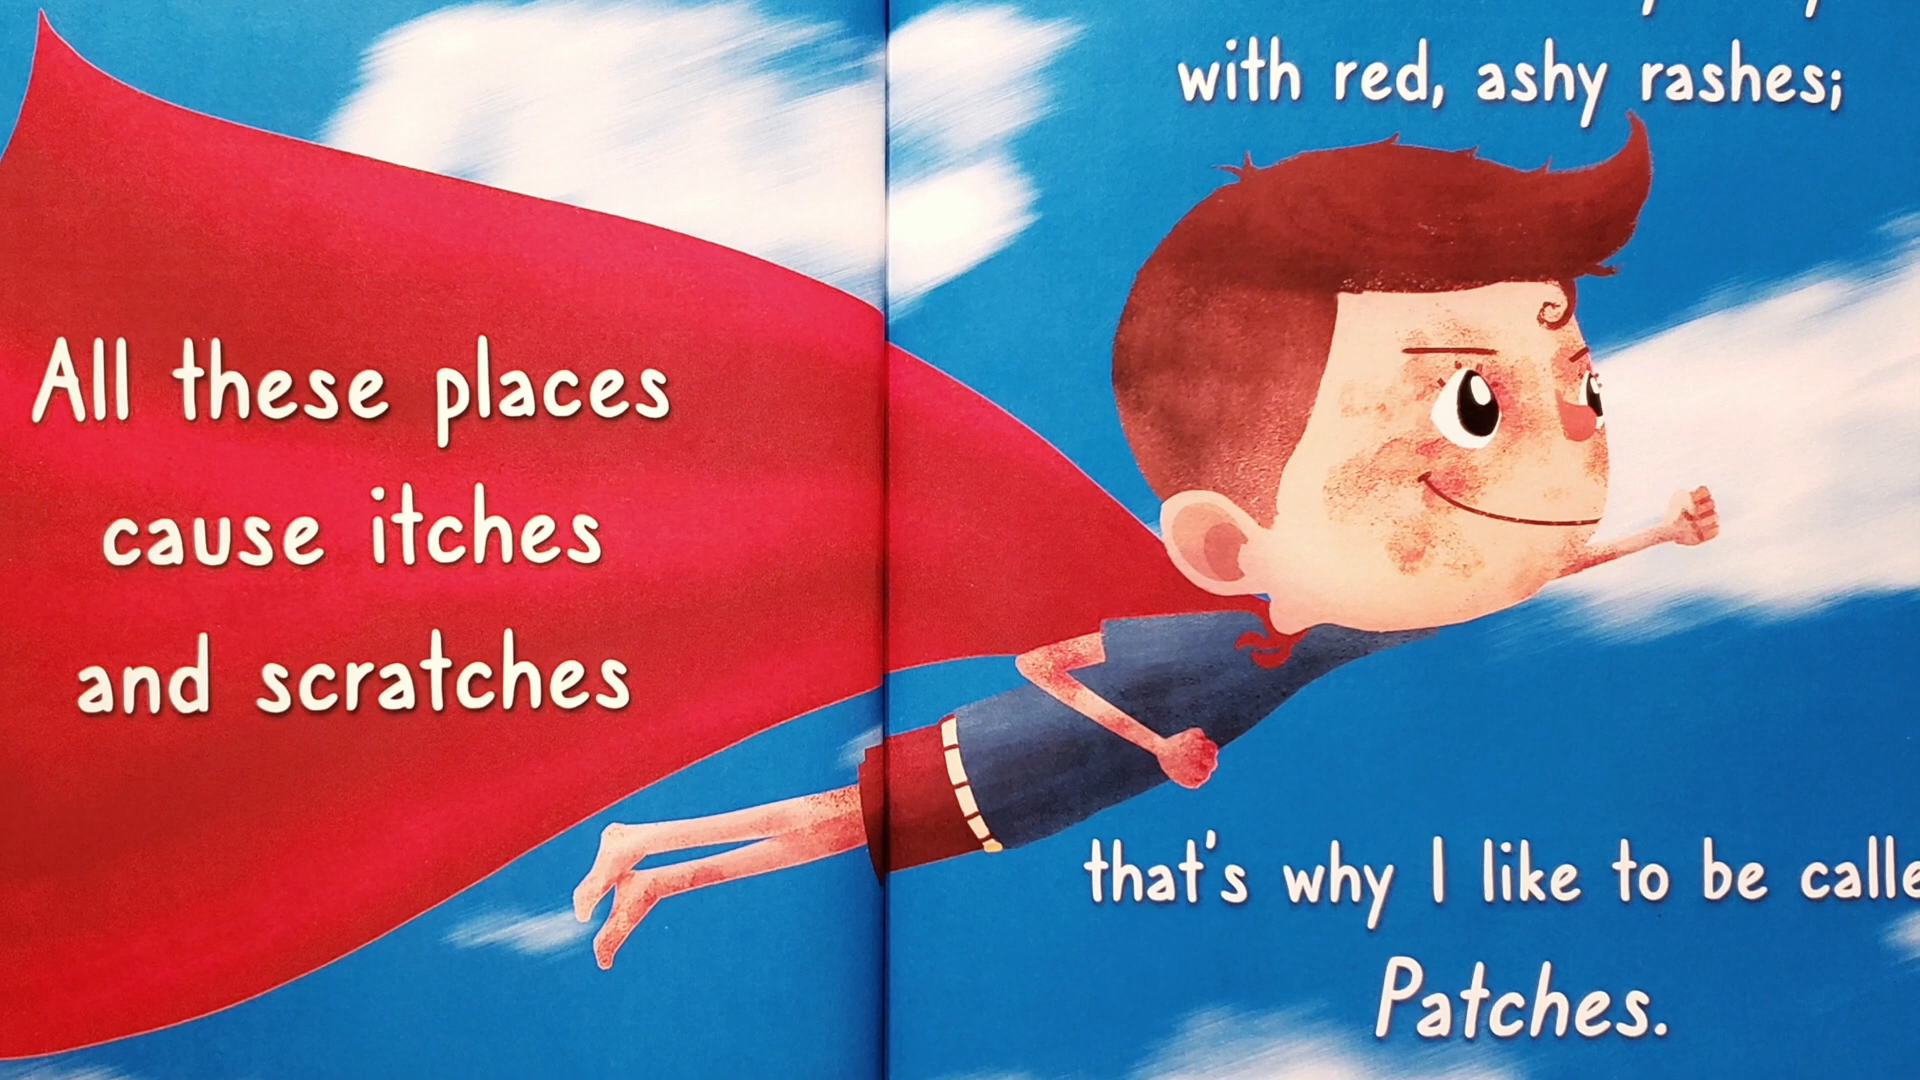 All these places
cause itches
and scratches
with red, ashy rashes;
that's why I like to be calle
Patches.